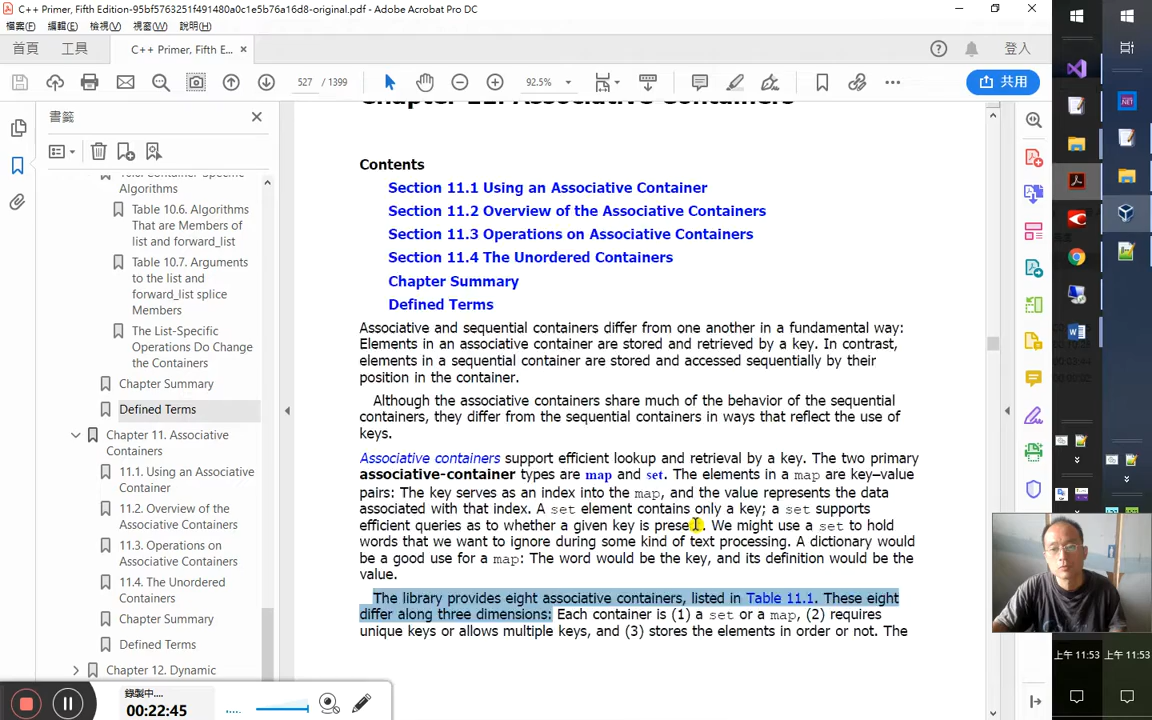 C++ Primer, Fifth Edition-95bf5763251f401980a0c1e5b76a16d8-original.pdf - Adobe Acrobat Pro DC
檔案(F) 編輯(E) 檢視(V) 視窗(W) 說明(H)
首頁 工具 C++ Primer, Fifth E... × 登入
527 / 1399 92.5% 共用
書籤
Algorithms
Table 10.6. Algorithms
That are Members of
list and forward_list
Table 10.7. Arguments
to the list and
forward_list splice
Members
The List-Specific
Operations Do Change
the Containers
Chapter Summary
Defined Terms
Chapter 11. Associative
Containers
11.1. Using an Associative
Container
11.2. Overview of the
Associative Containers
11.3. Operations on
Associative Containers
11.4. The Unordered
Containers
Chapter Summary
Defined Terms
Chapter 12. Dynamic
Chapter 11. Associative Containers
Contents
Section 11.1 Using an Associative Container
Section 11.2 Overview of the Associative Containers
Section 11.3 Operations on Associative Containers
Section 11.4 The Unordered Containers
Chapter Summary
Defined Terms
Associative and sequential containers differ from one another in a fundamental way:
Elements in an associative container are stored and retrieved by a key. In contrast,
elements in a sequential container are stored and accessed sequentially by their
position in the container.
Although the associative containers share much of the behavior of the sequential
containers, they differ from the sequential containers in ways that reflect the use of
keys.
Associative containers support efficient lookup and retrieval by a key. The two primary
associative-container types are map and set. The elements in a map are key–value
pairs: The key serves as an index into the map, and the value represents the data
associated with that index. A set element contains only a key; a set supports
efficient queries as to whether a given key is present. We might use a set to hold
words that we want to ignore during some kind of text processing. A dictionary would
be a good use for a map: The word would be the key, and its definition would be the
value.
The library provides eight associative containers, listed in Table 11.1. These eight
differ along three dimensions: Each container is (1) a set or a map, (2) requires
unique keys or allows multiple keys, and (3) stores the elements in order or not. The
錄製中...
00:22:45
上午 11:53 上午 11:53